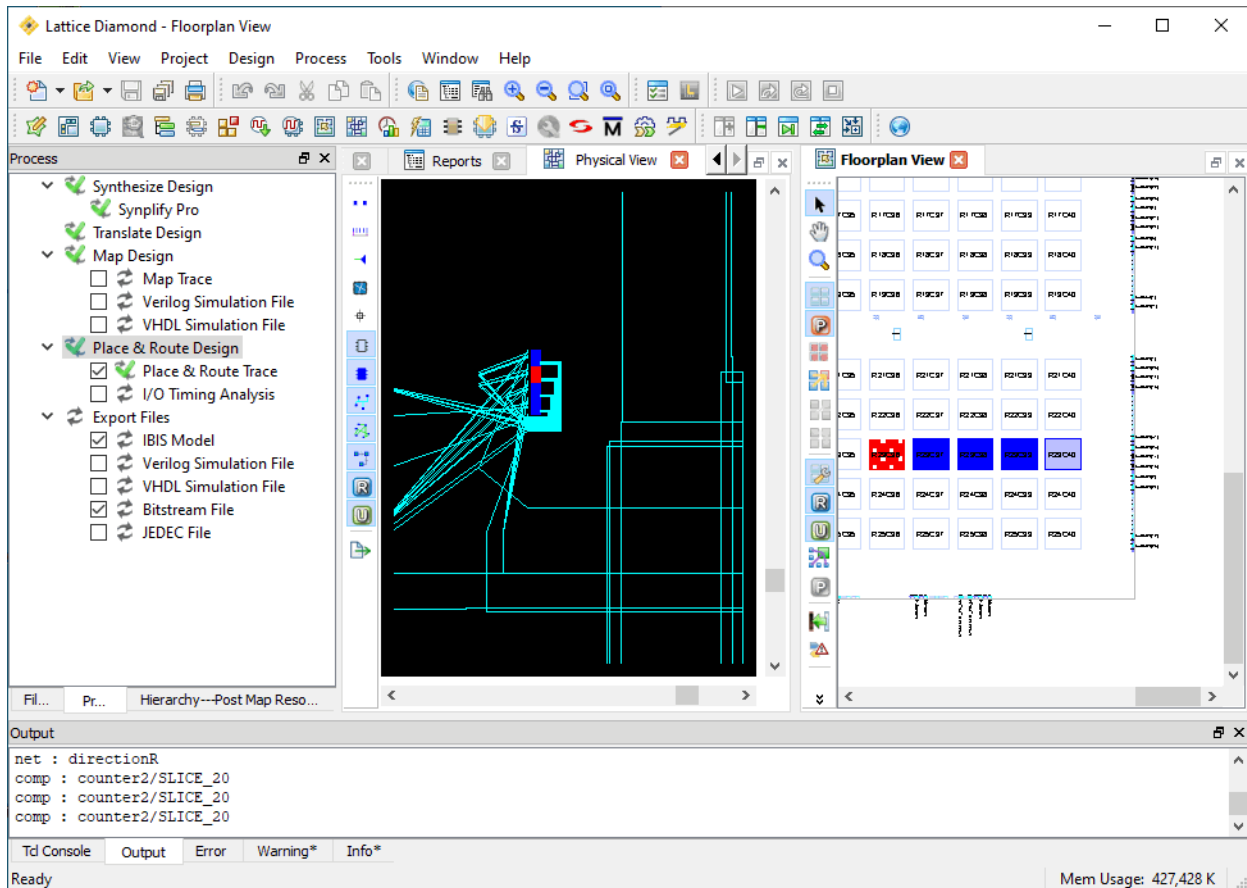 Lattice Diamond - Floorplan View
File Edit View Project Design Process Tools Window Help
Process
Reports
Physical View
Floorplan View
Synthesize Design
Synplify Pro
Translate Design
Map Design
Map Trace
Verilog Simulation File
VHDL Simulation File
Place & Route Design
Place & Route Trace
I/O Timing Analysis
Export Files
IBIS Model
Verilog Simulation File
VHDL Simulation File
Bitstream File
JEDEC File
Fil... Pr... Hierarchy---Post Map Reso...
R21C40
R22C40
R24C40
R25C40
Output
net : directionR
comp : counter2/SLICE_20
comp : counter2/SLICE_20
comp : counter2/SLICE_20
Tcl Console Output Error Warning* Info*
Ready
Mem Usage: 427,428 K